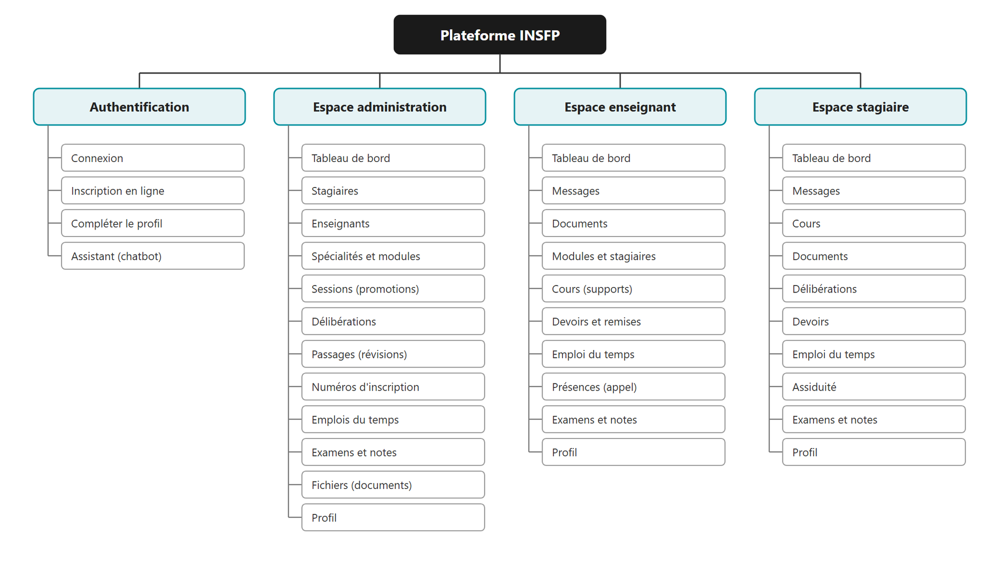 Plateforme INSFP
Authentification
Connexion
Inscription en ligne
Compléter le profil
Assistant (chatbot)
Espace administration
Tableau de bord
Stagiaires
Enseignants
Spécialités et modules
Sessions (promotions)
Délibérations
Passages (révisions)
Numéros d'inscription
Emplois du temps
Examens et notes
Fichiers (documents)
Profil
Espace enseignant
Tableau de bord
Messages
Documents
Modules et stagiaires
Cours (supports)
Devoirs et remises
Emploi du temps
Présences (appel)
Examens et notes
Profil
Espace stagiaire
Tableau de bord
Messages
Cours
Documents
Délibérations
Devoirs
Emploi du temps
Assiduité
Examens et notes
Profil